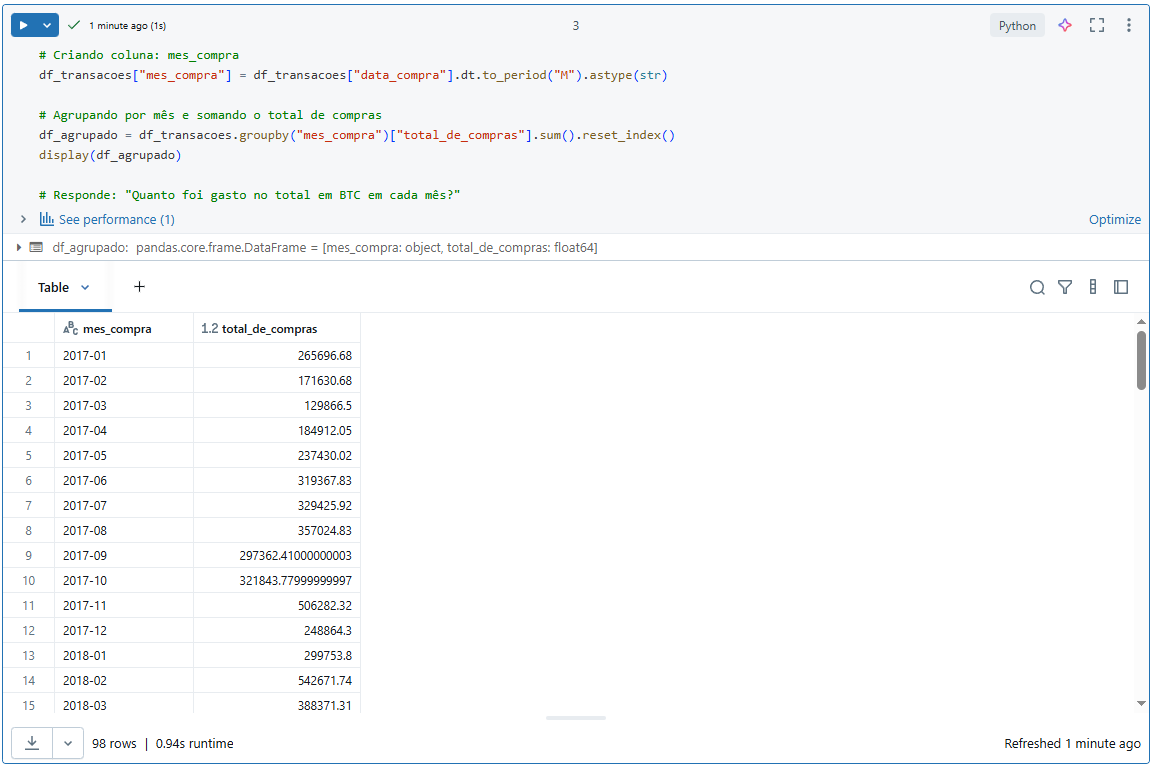 1 minute ago (1s)
3
Python
# Criando coluna: mes_compra
df_transacoes["mes_compra"] = df_transacoes["data_compra"].dt.to_period("M").astype(str)
# Agrupando por mês e somando o total de compras
df_agrupado = df_transacoes.groupby("mes_compra")["total_de_compras"].sum().reset_index()
display(df_agrupado)
# Responde: "Quanto foi gasto no total em BTC em cada mês?"
See performance (1)
Optimize
df_agrupado: pandas.core.frame.DataFrame = [mes_compra: object, total_de_compras: float64]
Table
ABC mes_compra 1.2 total_de_compras
1 2017-01 265696.68
2 2017-02 171630.68
3 2017-03 129866.5
4 2017-04 184912.05
5 2017-05 237430.02
6 2017-06 319367.83
7 2017-07 329425.92
8 2017-08 357024.83
9 2017-09 297362.41000000003
10 2017-10 321843.77999999997
11 2017-11 506282.32
12 2017-12 248864.3
13 2018-01 299753.8
14 2018-02 542671.74
15 2018-03 388371.31
98 rows | 0.94s runtime
Refreshed 1 minute ago